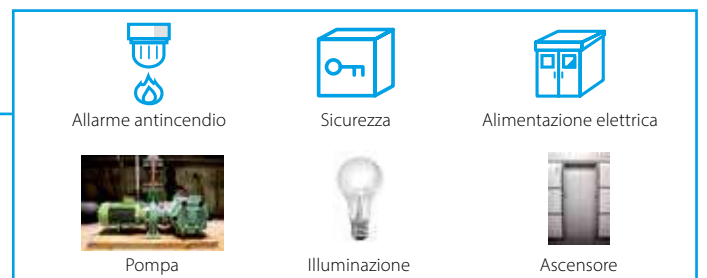 Allarme antincendio
Sicurezza
Alimentazione elettrica
Pompa
Illuminazione
Ascensore